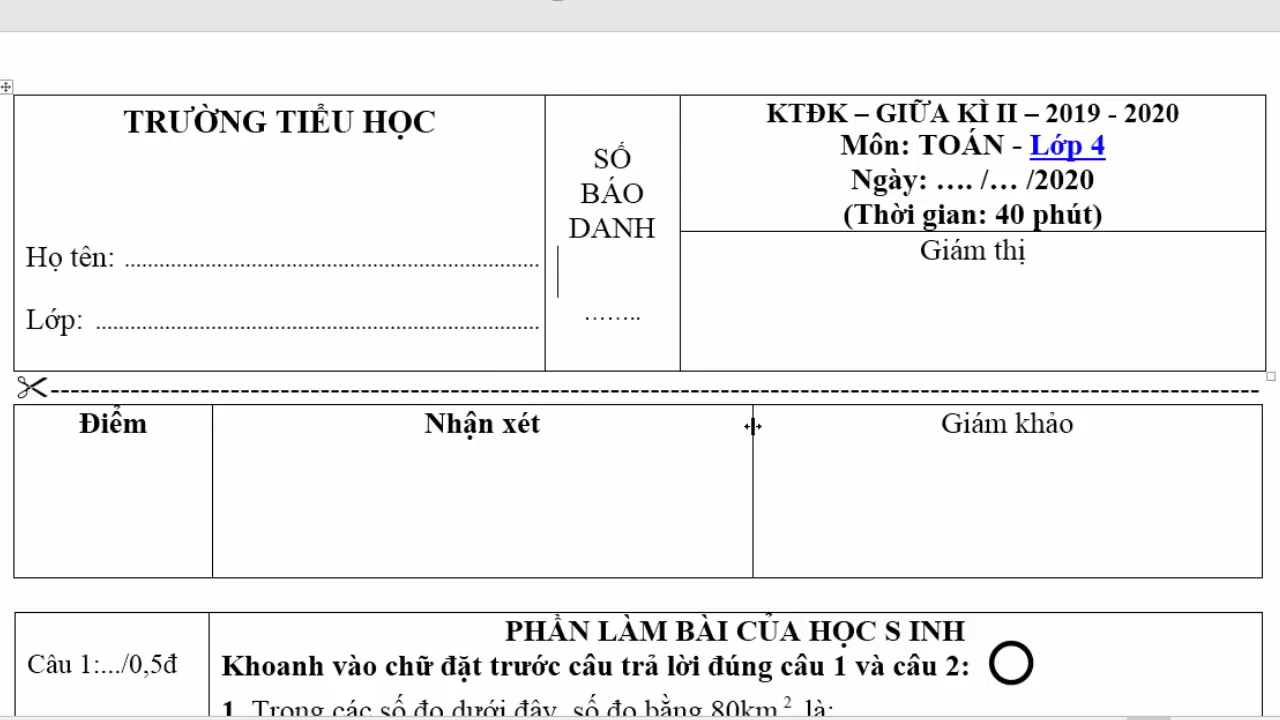 TRƯỜNG TIỂU HỌC
Họ tên: ..........................................................................
Lớp: ...............................................................................
SỐ
BÁO
DANH
........
KTĐK – GIỮA KÌ II – 2019 - 2020
Môn: TOÁN - Lớp 4
Ngày: …. /… /2020
(Thời gian: 40 phút)
Giám thị
Điểm
Nhận xét
Giám khảo
PHẦN LÀM BÀI CỦA HỌC S INH
Câu 1:.../0,5đ
Khoanh vào chữ đặt trước câu trả lời đúng câu 1 và câu 2:
1. Trong các số đo dưới đây, số đo bằng 80km² là: